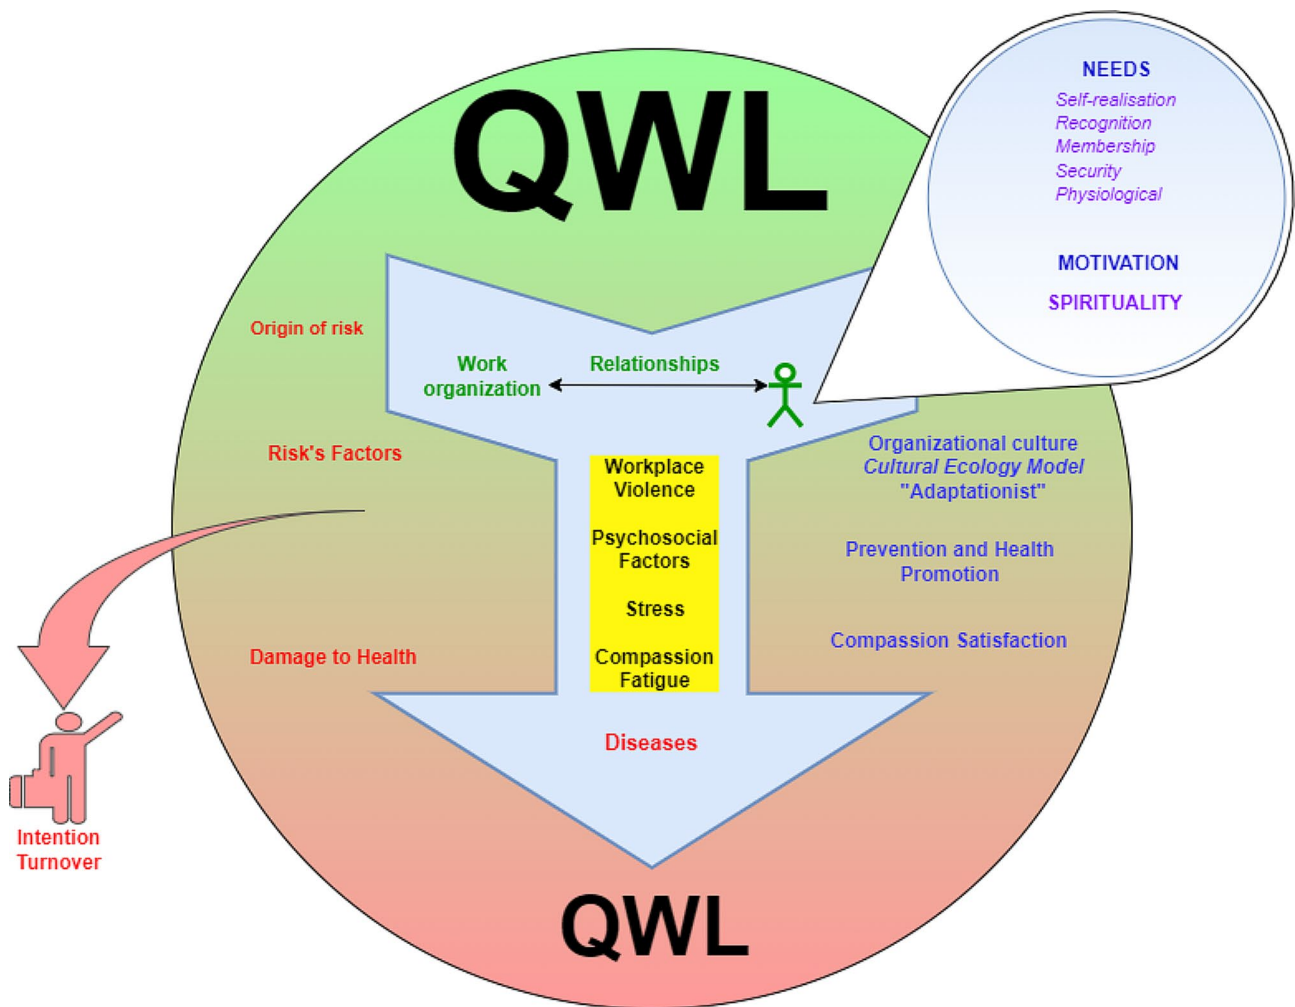 QWL
NEEDS
Self-realisation
Recognition
Membership
Security
Physiological
MOTIVATION
SPIRITUALITY
Origin of risk
Work
organization
Relationships
Risk's Factors
Workplace
Violence
Psychosocial
Factors
Stress
Compassion
Fatigue
Organizational culture
Cultural Ecology Model
"Adaptationist"
Prevention and Health
Promotion
Compassion Satisfaction
Damage to Health
Diseases
Intention
Turnover
QWL